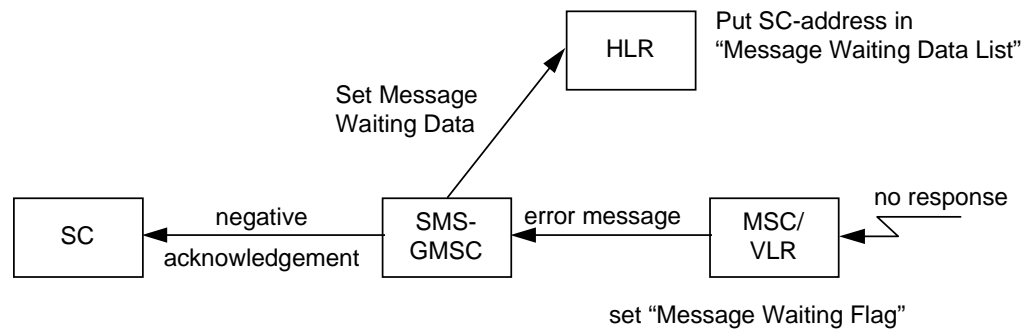 HLR
Put SC-address in
“Message Waiting Data List”
Set Message
Waiting Data
SC
negative
acknowledgement
SMS-
GMSC
error message
MSC/
VLR
no response
set “Message Waiting Flag”